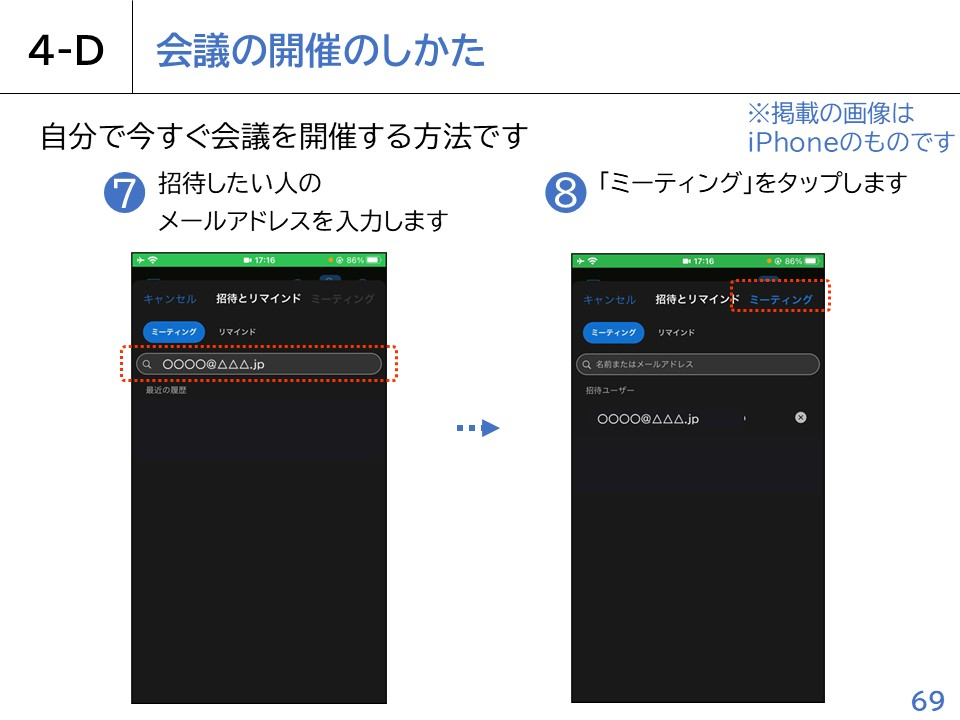 4-D
会議の開催のしかた
※掲載の画像は
iPhoneのものです
自分で今すぐ会議を開催する方法です
❼
招待したい人の
メールアドレスを入力します
❽
「ミーティング」をタップします
17:16
86%
キャンセル 招待とリマインド ミーティング
ミーティング リマインド
〇〇〇〇@△△△.jp
最近の履歴
17:16
86%
キャンセル 招待とリマインド ミーティング
ミーティング リマインド
名前またはメールアドレス
招待ユーザー
〇〇〇〇@△△△.jp
69